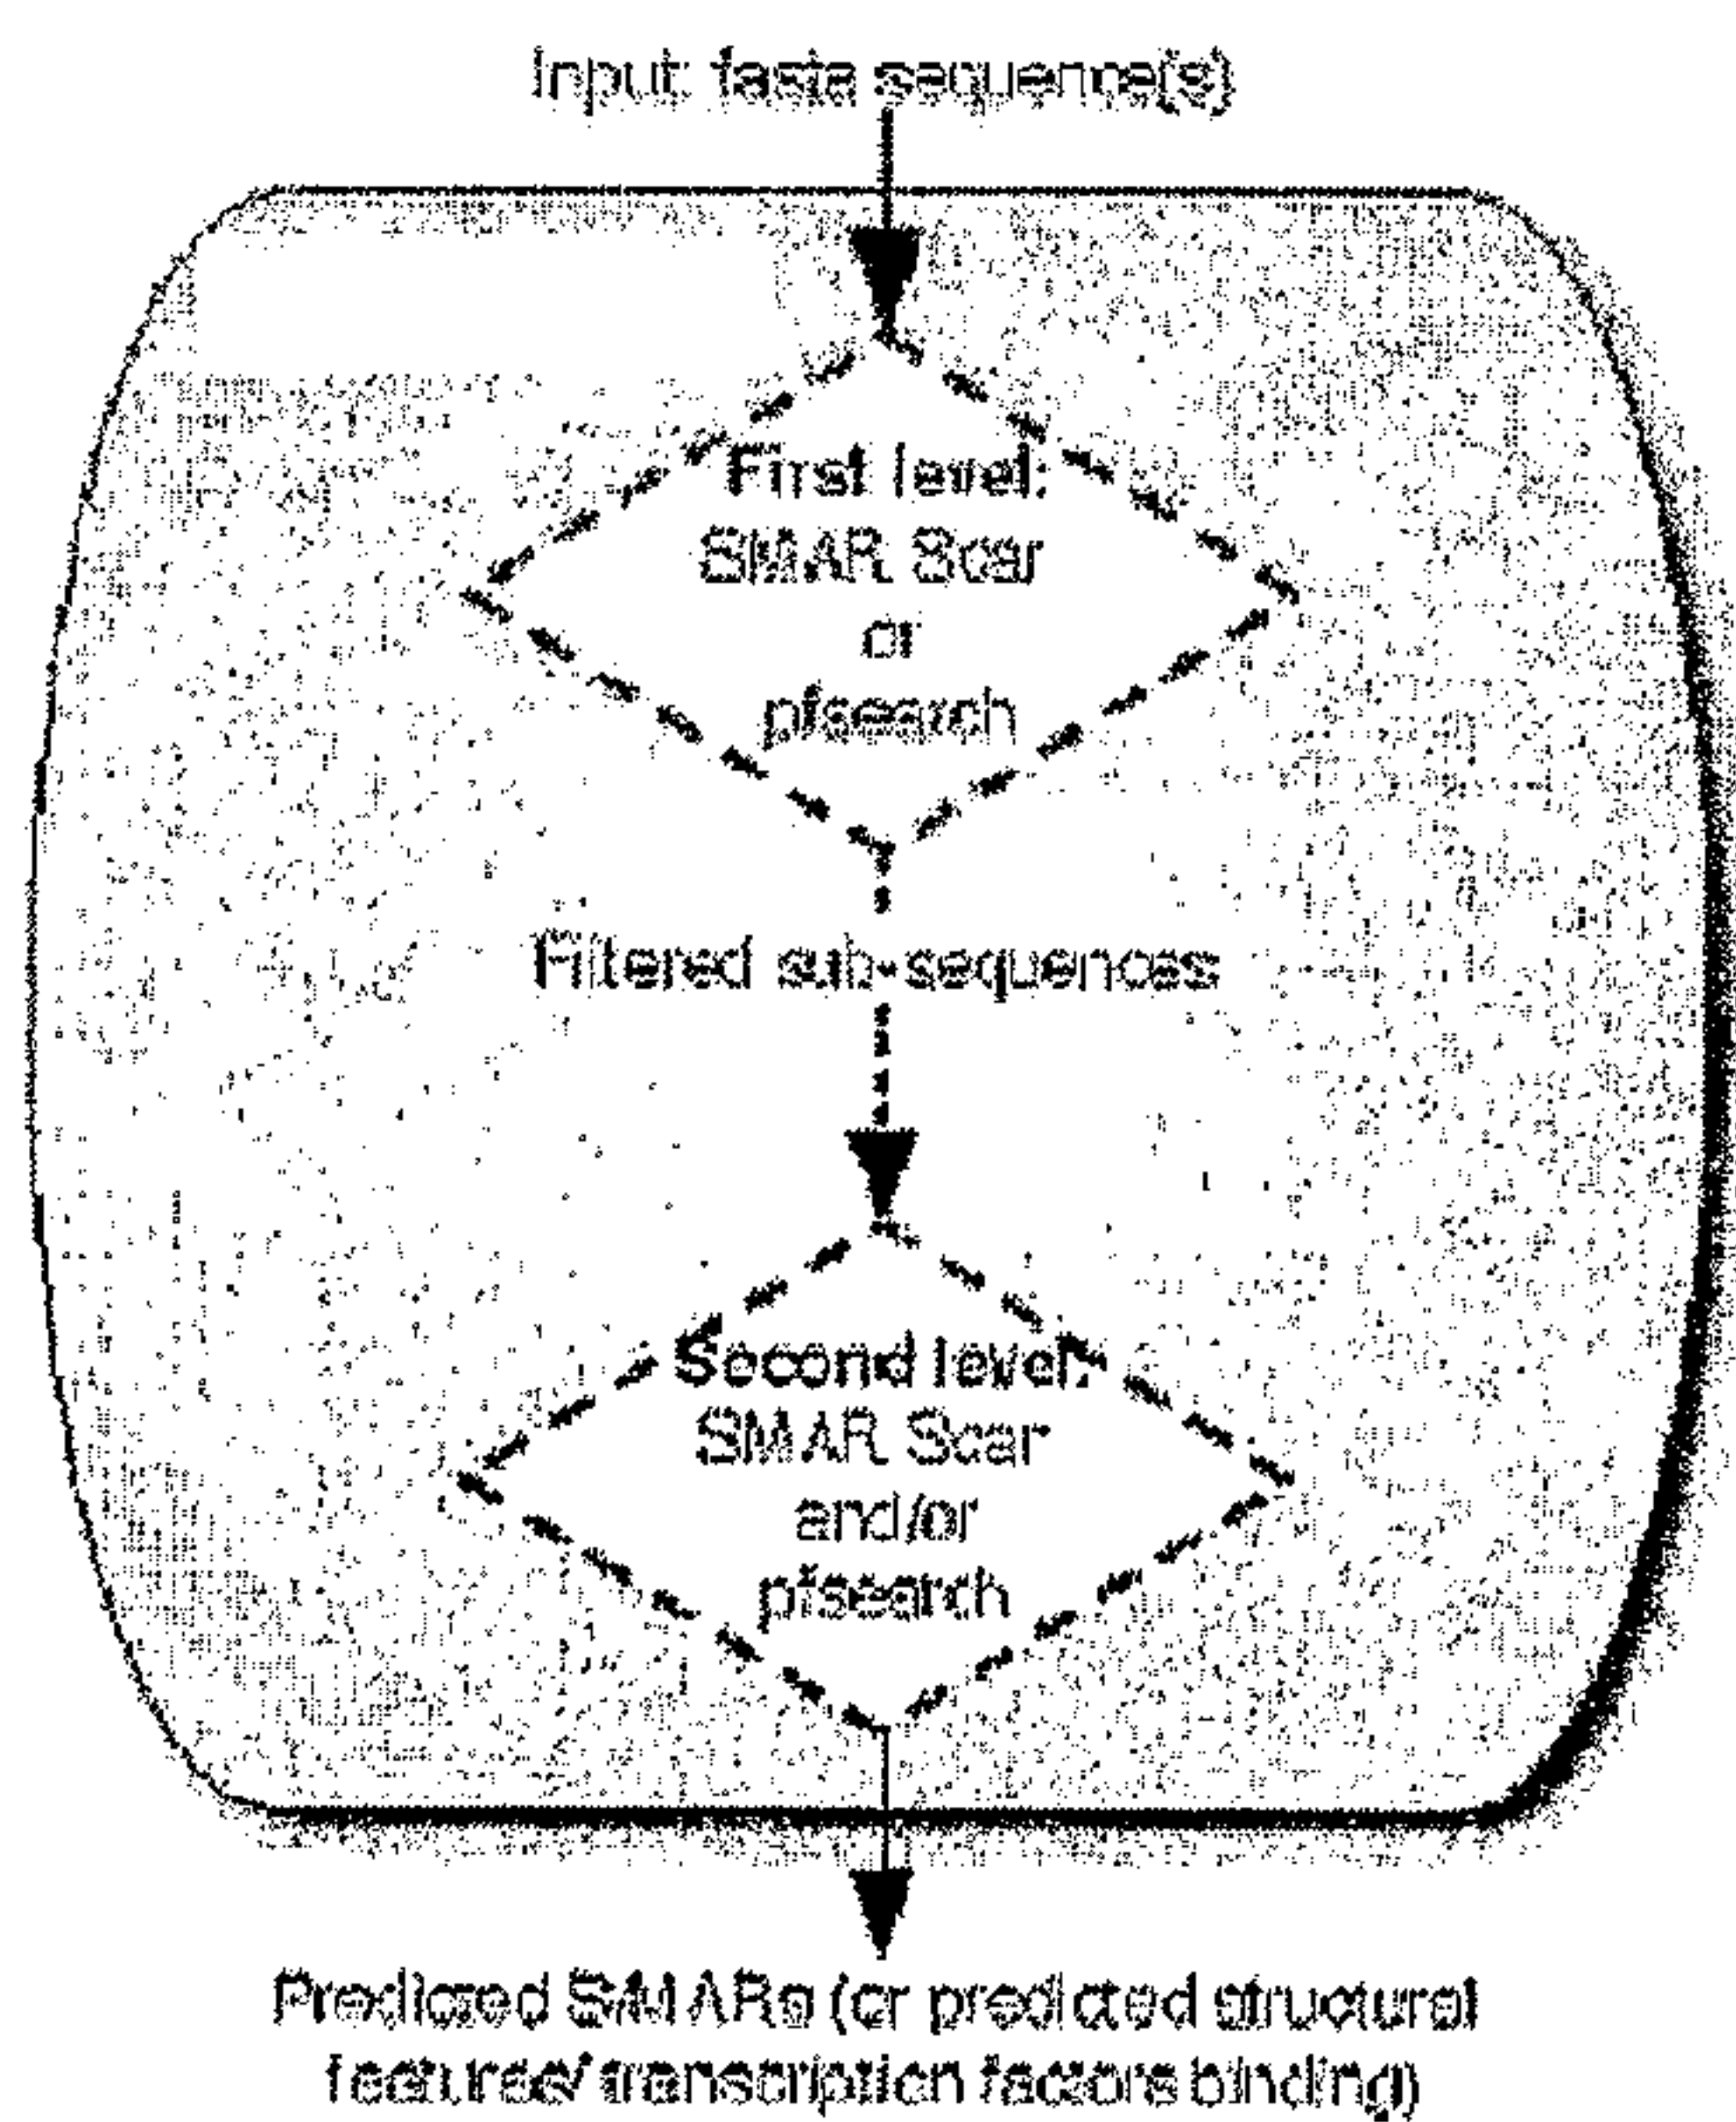 Input: fasta sequence(s)
First level:
SMAR Scan
or
pfsearch
Filtered sub-sequences
Second level:
SMAR Scan
and/or
pfsearch
Predicted S/MARs (or predicted structural
features/ transcription factors binding)